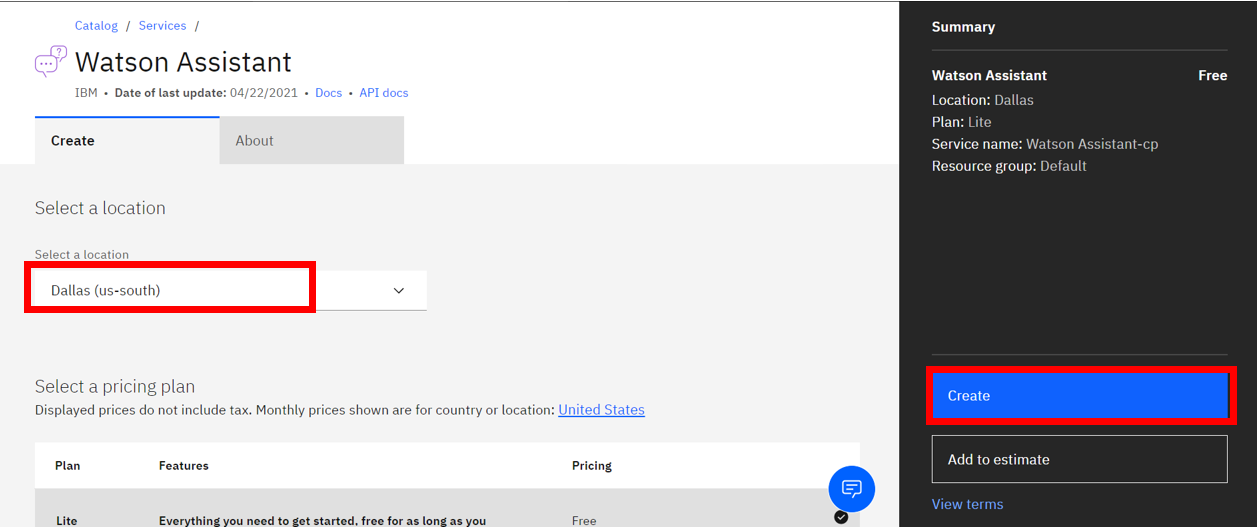 Catalog / Services /
Watson Assistant
IBM • Date of last update: 04/22/2021 • Docs • API docs
Create
About
Select a location
Select a location
Dallas (us-south)
Select a pricing plan
Displayed prices do not include tax. Monthly prices shown are for country or location: United States
Plan Features Pricing
Lite Everything you need to get started, free for as long as you Free
Summary
Watson Assistant Free
Location: Dallas
Plan: Lite
Service name: Watson Assistant-cp
Resource group: Default
Create
Add to estimate
View terms